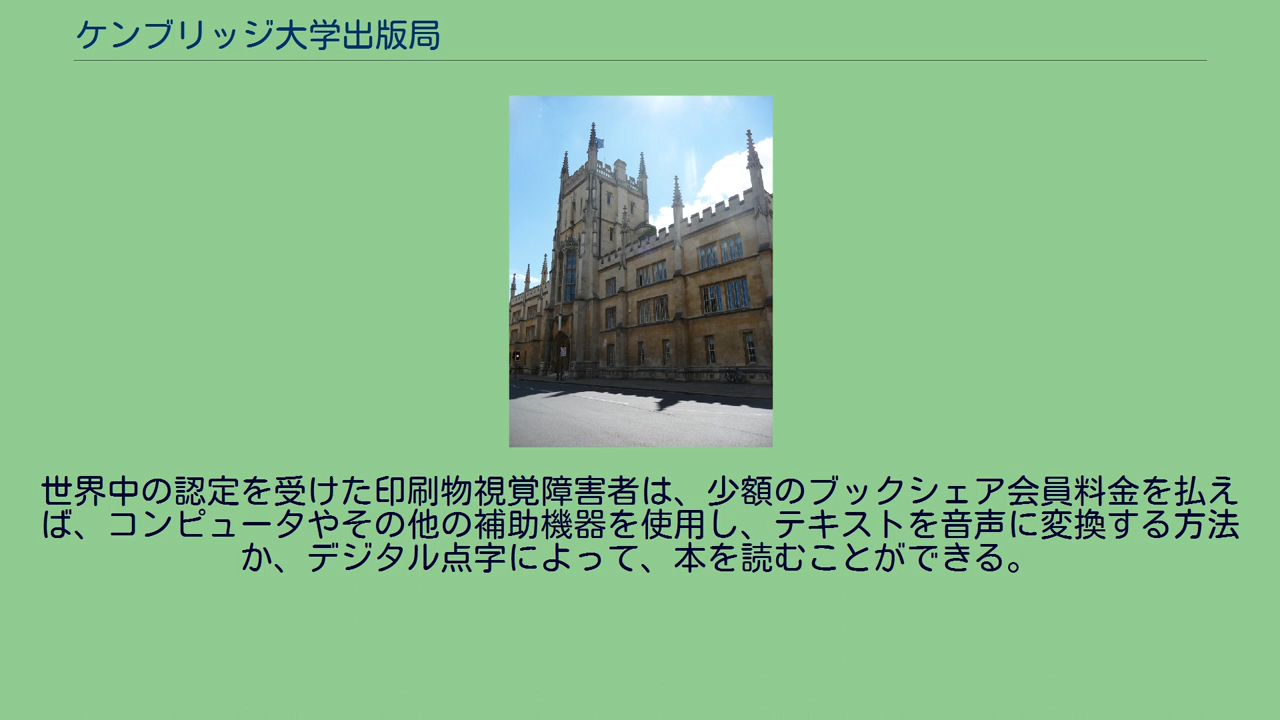 ケンブリッジ大学出版局
世界中の認定を受けた印刷物視覚障害者は、少額のブックシェア会員料金を払え
ば、コンピュータやその他の補助機器を使用し、テキストを音声に変換する方法
か、デジタル点字によって、本を読むことができる。